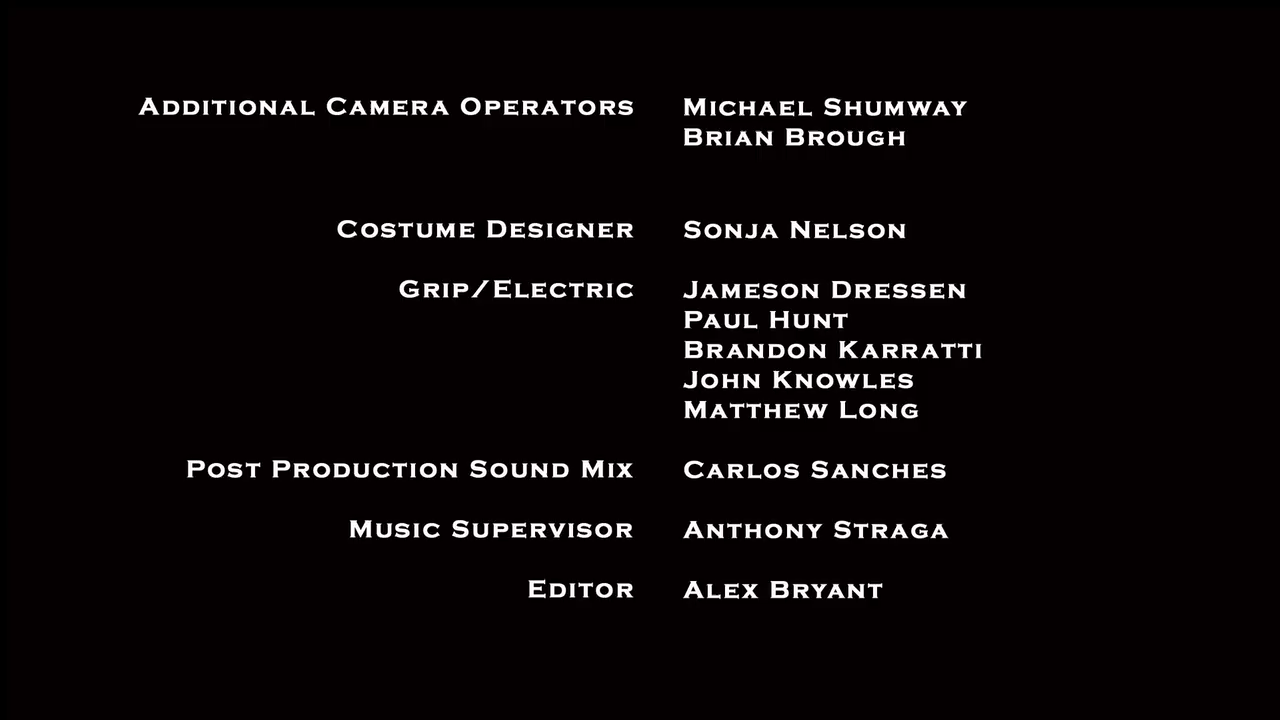 Additional Camera Operators Michael Shumway
Brian Brough
Costume Designer Sonja Nelson
Grip/Electric Jameson Dressen
Paul Hunt
Brandon Karratti
John Knowles
Matthew Long
Post Production Sound Mix Carlos Sanches
Music Supervisor Anthony Straga
Editor Alex Bryant